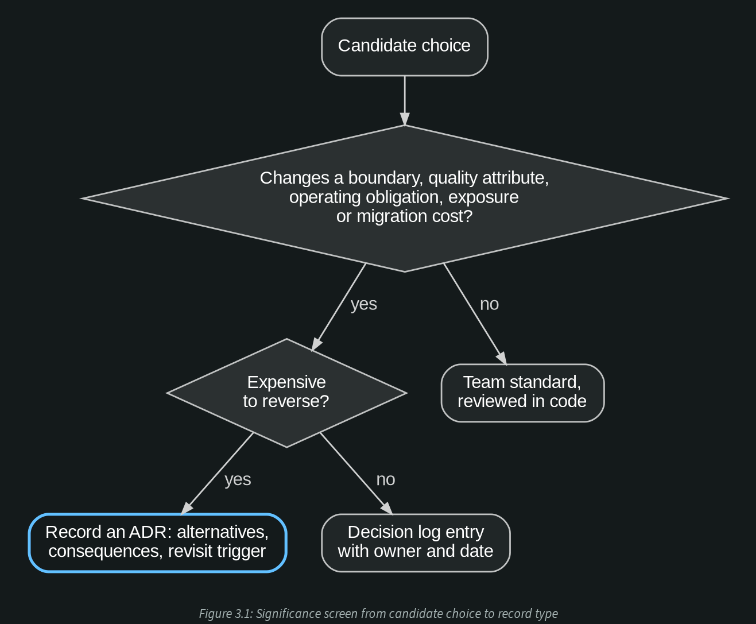 Candidate choice
Changes a boundary, quality attribute,
operating obligation, exposure
or migration cost?
yes
no
Expensive
to reverse?
Team standard,
reviewed in code
yes
no
Record an ADR: alternatives,
consequences, revisit trigger
Decision log entry
with owner and date
Figure 3.1: Significance screen from candidate choice to record type